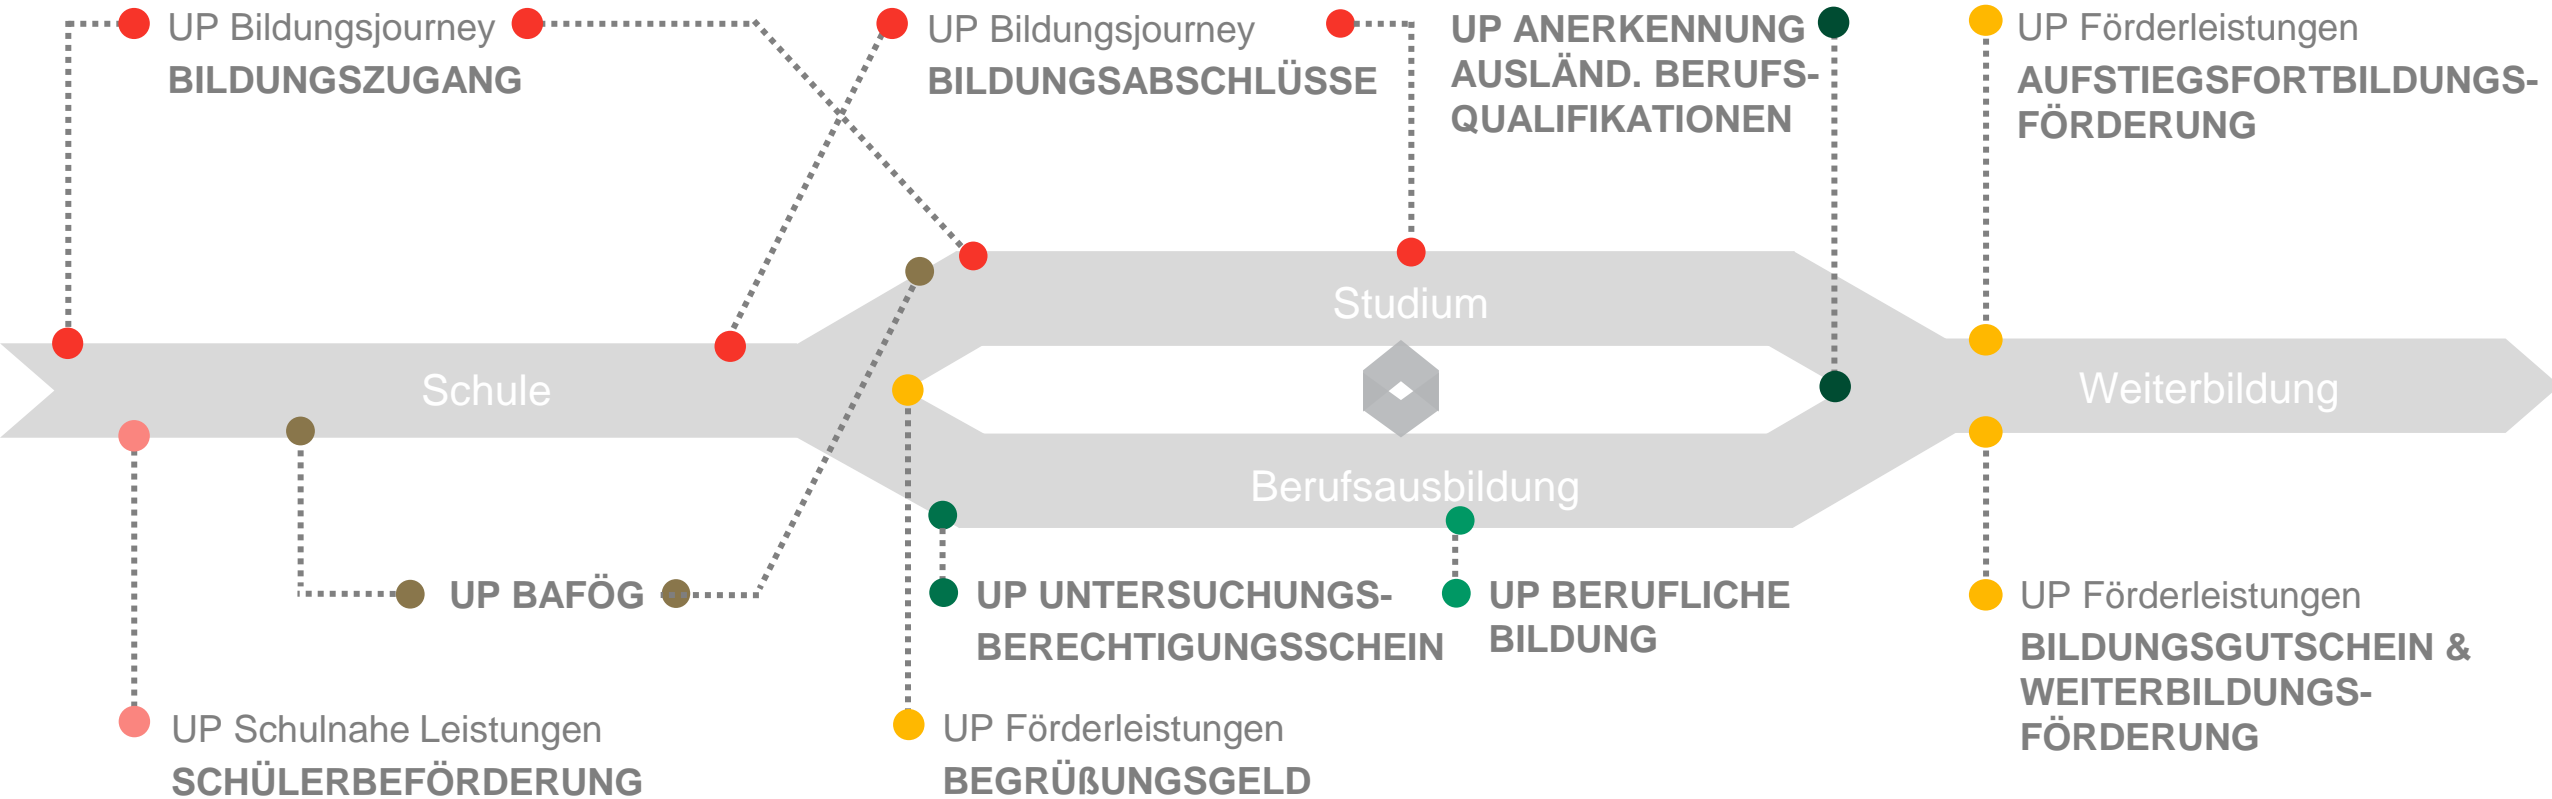 UP Bildungsjourney
BILDUNGSZUGANG
UP Bildungsjourney
BILDUNGSABSCHLÜSSE
UP ANERKENNUNG
AUSLÄND. BERUFS-
QUALIFIKATIONEN
UP Förderleistungen
AUFSTIEGSFORTBILDUNGS-
FÖRDERUNG
Schule
Studium
Berufsausbildung
Weiterbildung
UP BAFÖG
UP UNTERSUCHUNGS-
BERECHTIGUNGSSCHEIN
UP BERUFLICHE
BILDUNG
UP Förderleistungen
BILDUNGSGUTSCHEIN &
WEITERBILDUNGS-
FÖRDERUNG
UP Schulnahe Leistungen
SCHÜLERBEFÖRDERUNG
UP Förderleistungen
BEGRÜßUNGSGELD